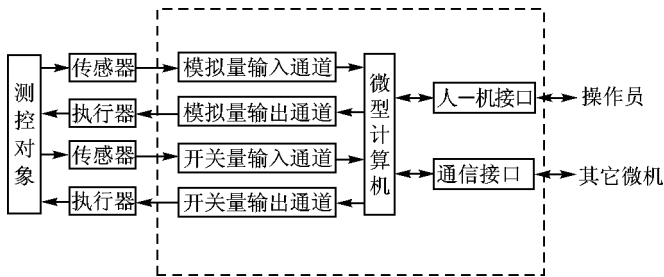 测控对象
传感器
执行器
传感器
执行器
模拟量输入通道
模拟量输出通道
开关量输入通道
开关量输出通道
微型计算机
人-机接口
通信接口
操作员
其它微机